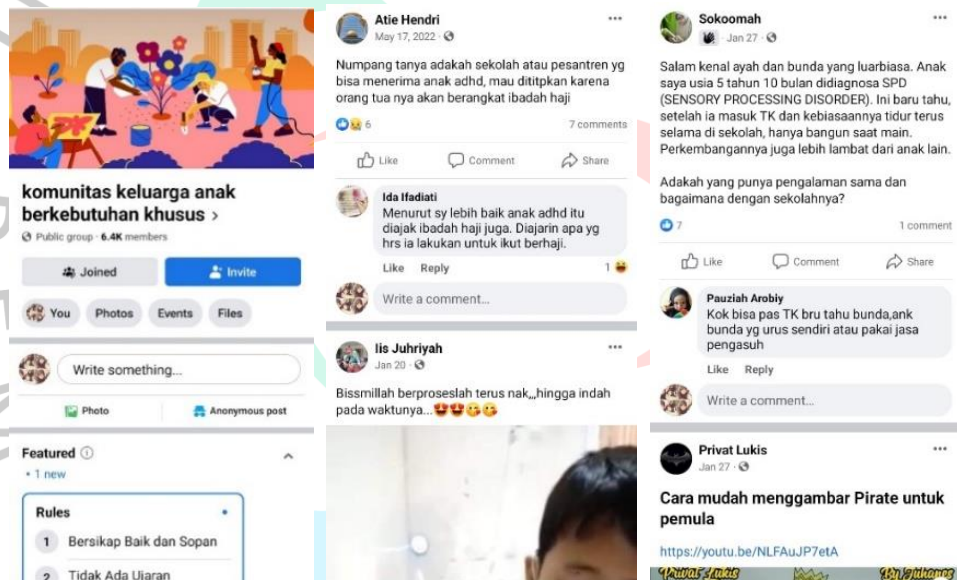 komunitas keluarga anak
berkebutuhan khusus >
Public group · 6.4K members
Joined
Invite
You
Photos
Events
Files
Write something...
Photo
Anonymous post
Featured
• 1 new
Rules
1 Bersikap Baik dan Sopan
2 Tidak Ada Ujaran
Atie Hendri
May 17, 2022 ·
Numpang tanya adakah sekolah atau pesantren yg
bisa menerima anak adhd, mau dititpkan karena
orang tua nya akan berangkat ibadah haji
6
7 comments
Like
Comment
Share
Ida Ifadiati
Menurut sy lebih baik anak adhd itu
diajak ibadah haji juga. Diajarin apa yg
hrs ia lakukan untuk ikut berhaji.
Like Reply
1
Write a comment...
Iis Juhriyah
Jan 20 ·
Bissmillah berproseslah terus nak,,,hingga indah
pada waktunya...😍😍😘😘
Sokoomah
Jan 27 ·
Salam kenal ayah dan bunda yang luarbiasa. Anak
saya usia 5 tahun 10 bulan didiagnosa SPD
(SENSORY PROCESSING DISORDER). Ini baru tahu,
setelah ia masuk TK dan kebiasaannya tidur terus
selama di sekolah, hanya bangun saat main.
Perkembangannya juga lebih lambat dari anak lain.
Adakah yang punya pengalaman sama dan
bagaimana dengan sekolahnya?
7
1 comment
Like
Comment
Share
Pauziah Arobiy
Kok bisa pas TK bru tahu bunda,ank
bunda yg urus sendiri atau pakai jasa
pengasuh
Like Reply
Write a comment...
Privat Lukis
Jan 27 ·
Cara mudah menggambar Pirate untuk
pemula
https://youtu.be/NLFAuJP7etA
Privat Lukis